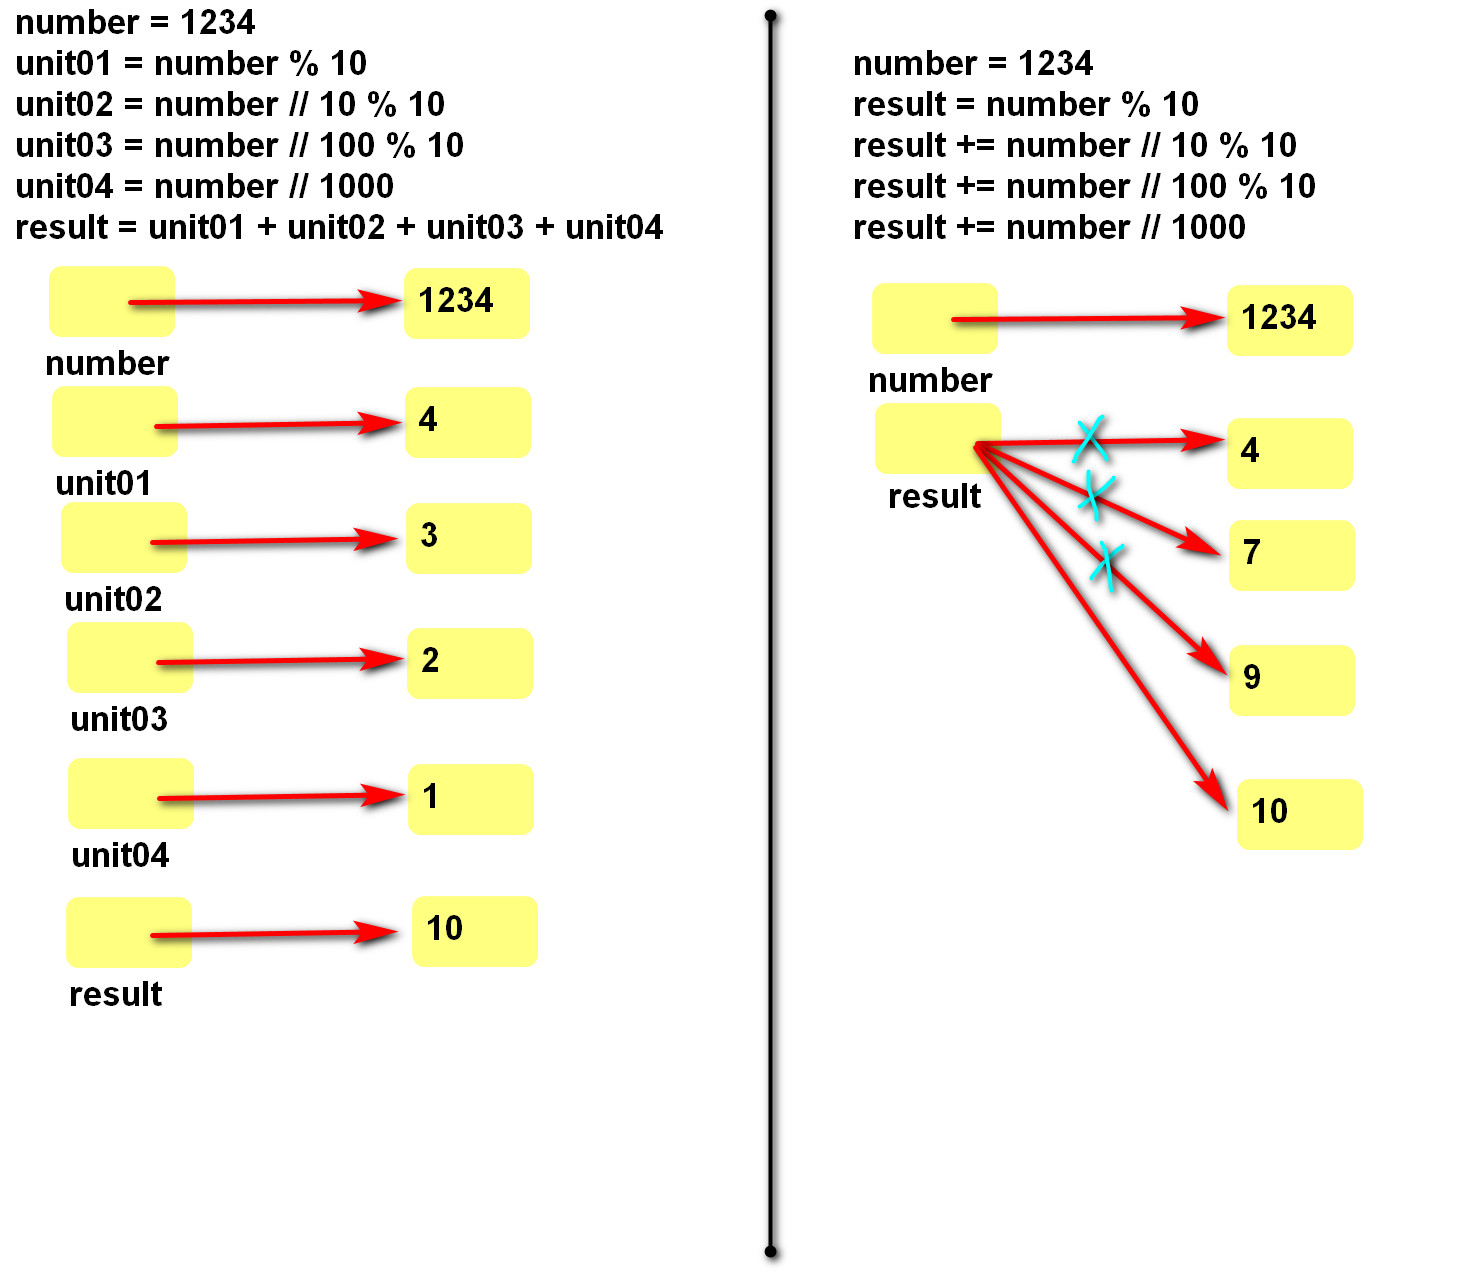 number = 1234
unit01 = number % 10
unit02 = number // 10 % 10
unit03 = number // 100 % 10
unit04 = number // 1000
result = unit01 + unit02 + unit03 + unit04
1234
number
4
unit01
3
unit02
2
unit03
1
unit04
10
result
number = 1234
result = number % 10
result += number // 10 % 10
result += number // 100 % 10
result += number // 1000
1234
number
4
result
7
9
10